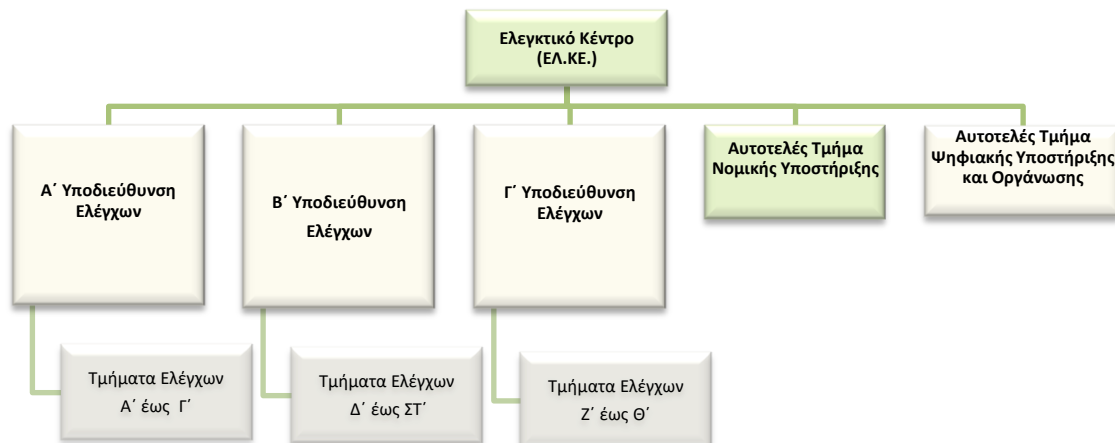 Ελεγκτικό Κέντρο
(ΕΛ.ΚΕ.)
Α΄ Υποδιεύθυνση
Ελέγχων
Β΄ Υποδιεύθυνση
Ελέγχων
Γ΄ Υποδιεύθυνση
Ελέγχων
Αυτοτελές Τμήμα
Νομικής Υποστήριξης
Αυτοτελές Τμήμα
Ψηφιακής Υποστήριξης
και Οργάνωσης
Τμήματα Ελέγχων
Α΄ έως Γ΄
Τμήματα Ελέγχων
Δ΄ έως ΣΤ΄
Τμήματα Ελέγχων
Ζ΄ έως Θ΄